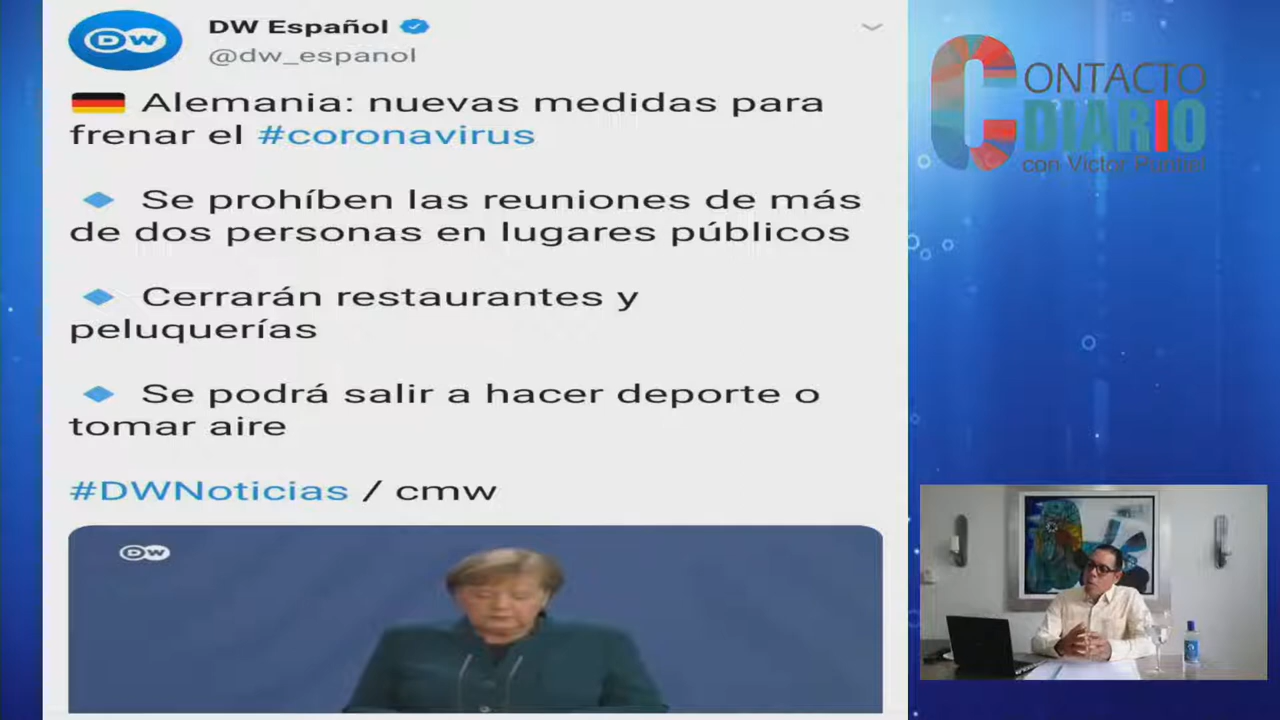 DW
DW Español
@dw_espanol
Alemania: nuevas medidas para
frenar el #coronavirus
Se prohíben las reuniones de más
de dos personas en lugares públicos
Cerrarán restaurantes y
peluquerías
Se podrá salir a hacer deporte o
tomar aire
#DWNoticias / cmw
DW
CONTACTO
DIARIO
con Victor